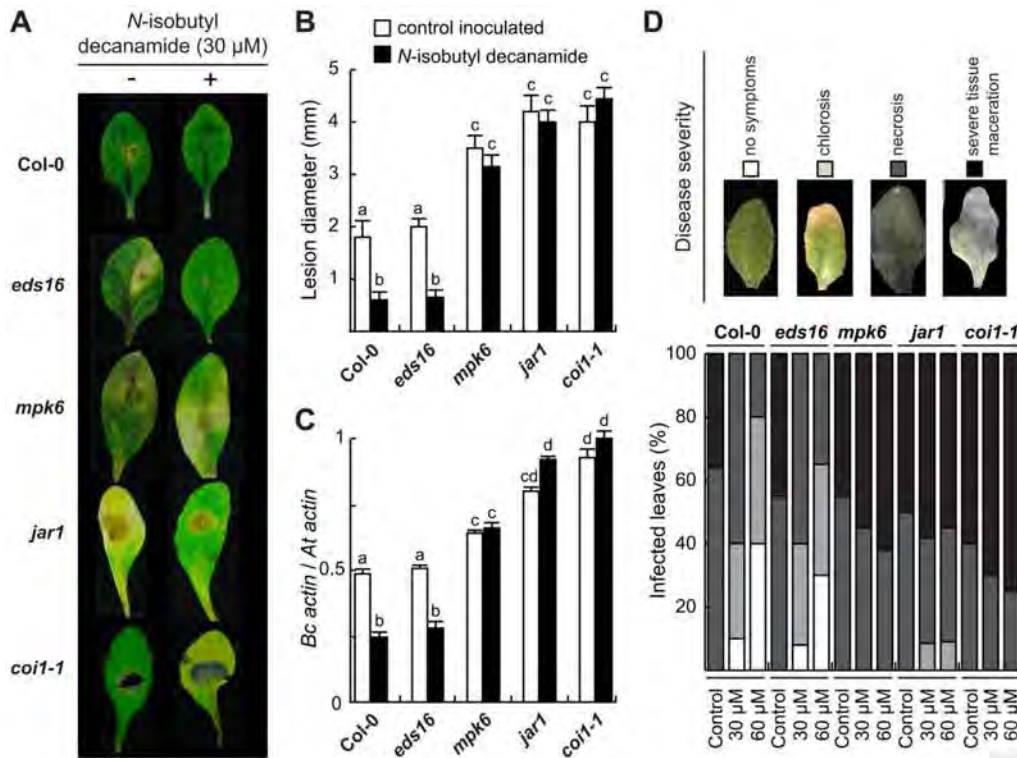 A
N-isobutyl
decanamide (30 µM)
- +
Col-0
eds16
mpk6
jar1
coi1-1
B
control inoculated
N-isobutyl decanamide
Lesion diameter (mm)
5
4
3
2
1
a
b
a
b
c
c
c
c
c
c
Col-0
eds16
mpk6
jar1
coi1-1
C
Bc actin / At actin
1
0.5
0
a
b
a
b
c
c
cd
d
d
d
Col-0
eds16
mpk6
jar1
coi1-1
D
Disease severity
no symptoms
chlorosis
necrosis
severe tissue
maceration
Col-0 eds16 mpk6 jar1 coi1-1
Infected leaves (%)
100
80
60
40
20
Control
30 µM
60 µM
Control
30 µM
60 µM
Control
30 µM
60 µM
Control
30 µM
60 µM
Control
30 µM
60 µM